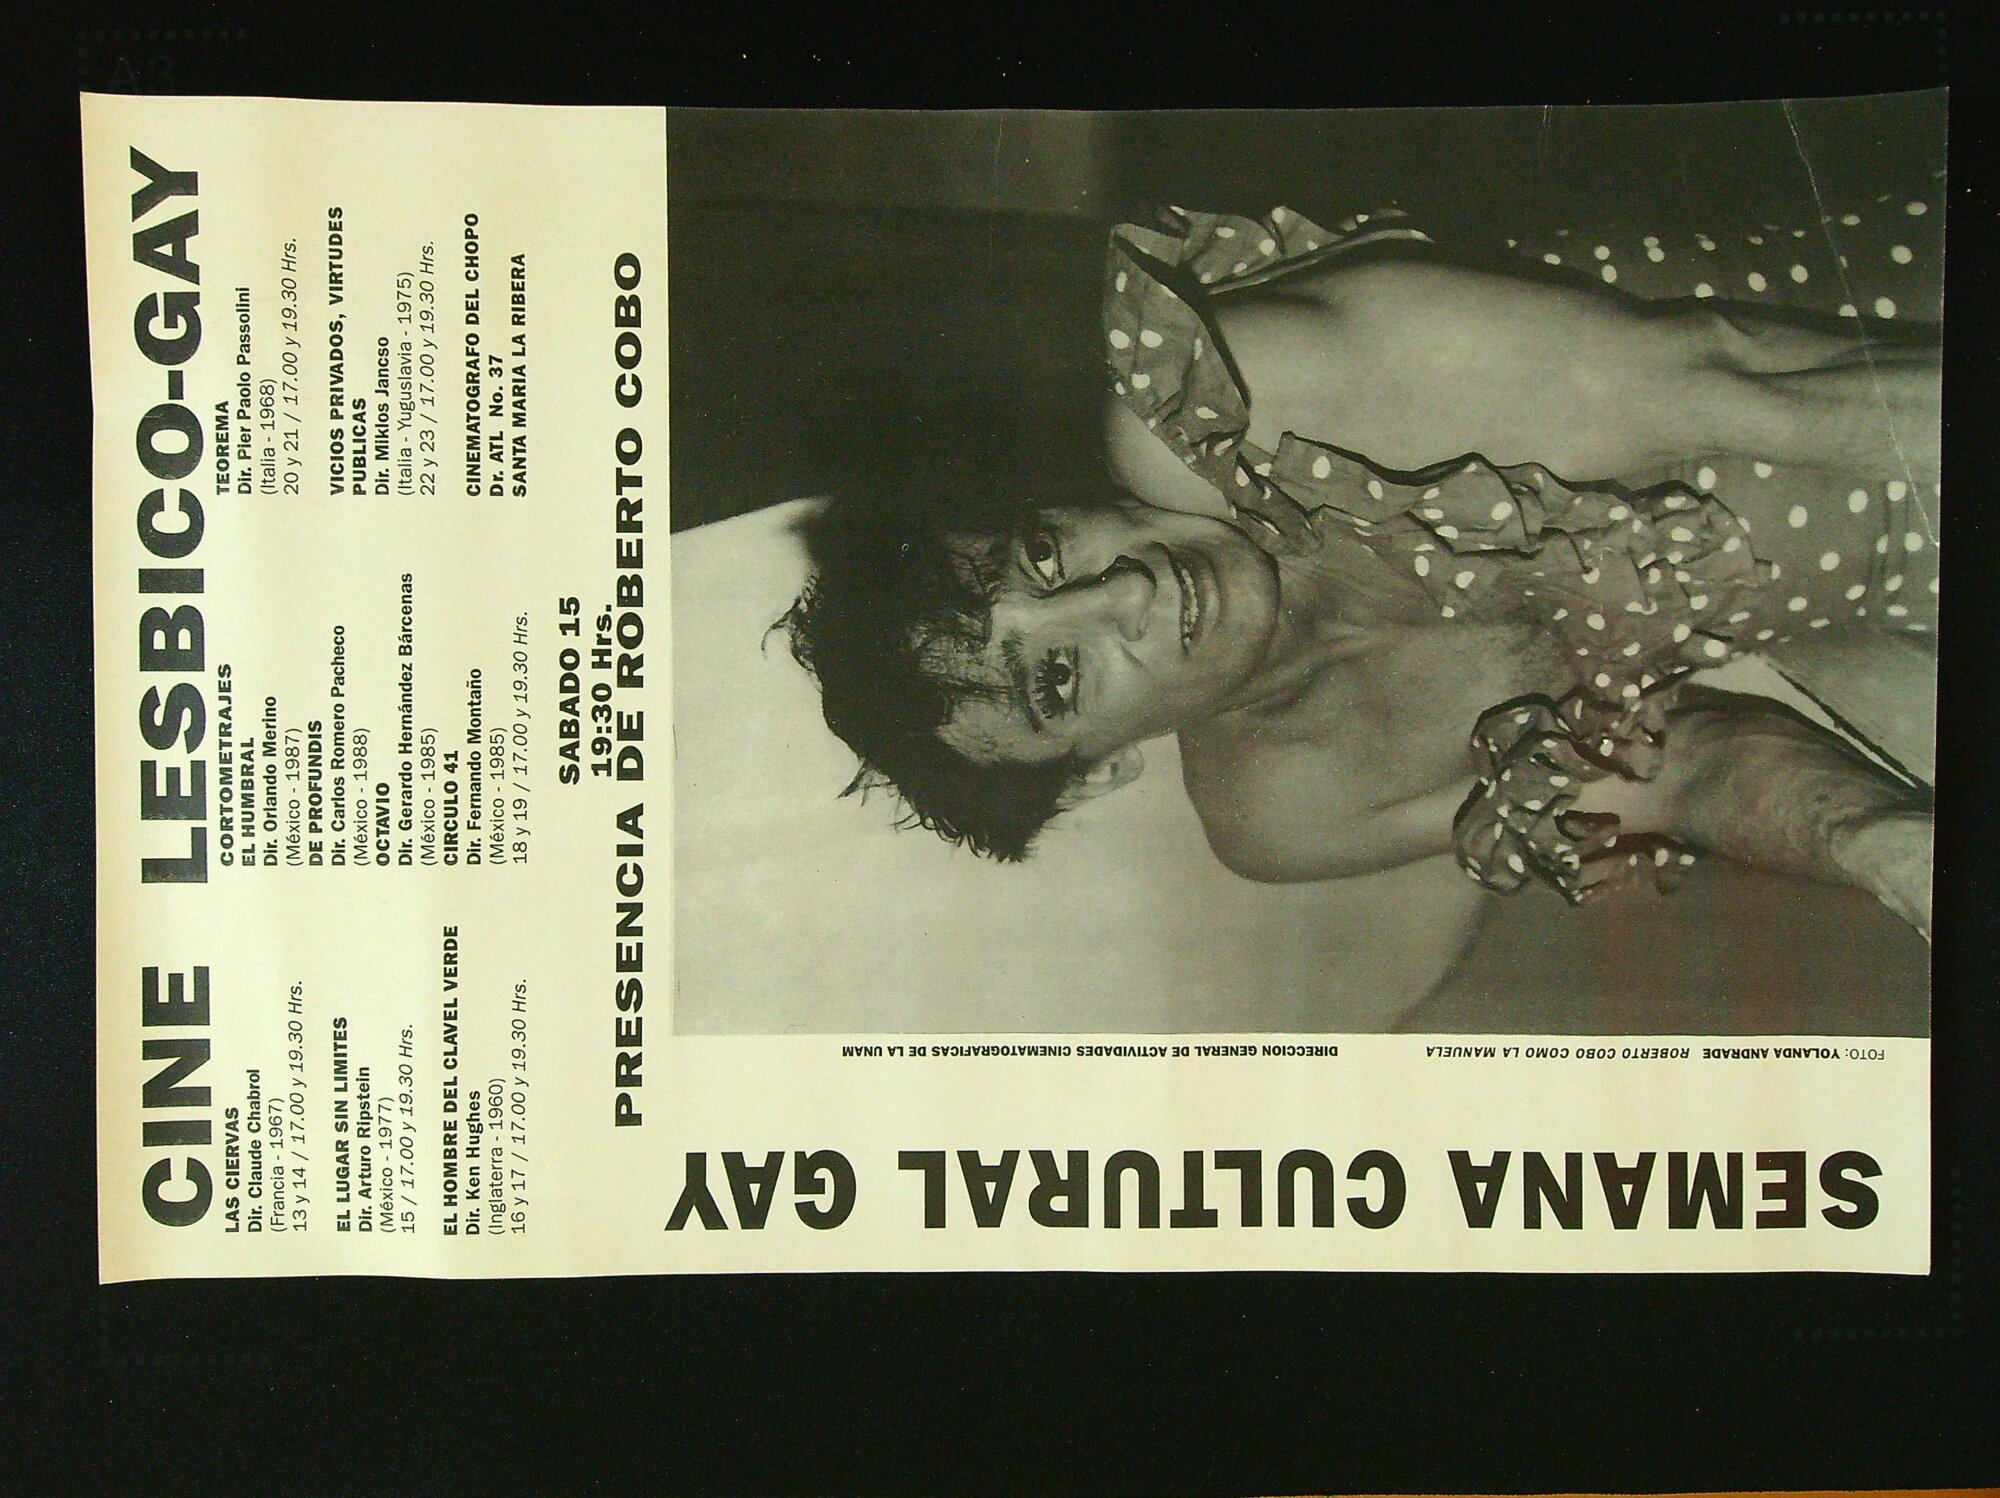 CINE LESBICO-GAY
LAS CIERVAS
Dir. Claude Chabrol
(Francia - 1967)
13 y 14 / 17.00 y 19.30 Hrs.
EL LUGAR SIN LIMITES
Dir. Arturo Ripstein
(México - 1977)
15 / 17.00 y 19.30 Hrs.
EL HOMBRE DEL CLAVEL VERDE
Dir. Ken Hughes
(Inglaterra - 1960)
16 y 17 / 17.00 y 19.30 Hrs.
CORTOMETRAJES
EL HUMBRAL
Dir. Orlando Merino
(México - 1987)
DE PROFUNDIS
Dir. Carlos Romero Pacheco
(México - 1988)
OCTAVIO
Dir. Gerardo Hernández Bárcenas
(México - 1985)
CIRCULO 41
Dir. Fernando Montaño
(México - 1985)
18 y 19 / 17.00 y 19.30 Hrs.
TEOREMA
Dir. Pier Paolo Passolini
(Italia - 1968)
20 y 21 / 17.00 y 19.30 Hrs.
VICIOS PRIVADOS, VIRTUDES
PUBLICAS
Dir. Miklos Jancso
(Italia - Yuguslavia - 1975)
22 y 23 / 17.00 y 19.30 Hrs.
CINEMATOGRAFO DEL CHOPO
Dr. ATL No. 37
SANTA MARIA LA RIBERA
SABADO 15
19:30 Hrs.
PRESENCIA DE ROBERTO COBO
SEMANA CULTURAL GAY
FOTO: YOLANDA ANDRADE ROBERTO COBO COMO LA MANUELA
DIRECCION GENERAL DE ACTIVIDADES CINEMATOGRAFICAS DE LA UNAM
A3